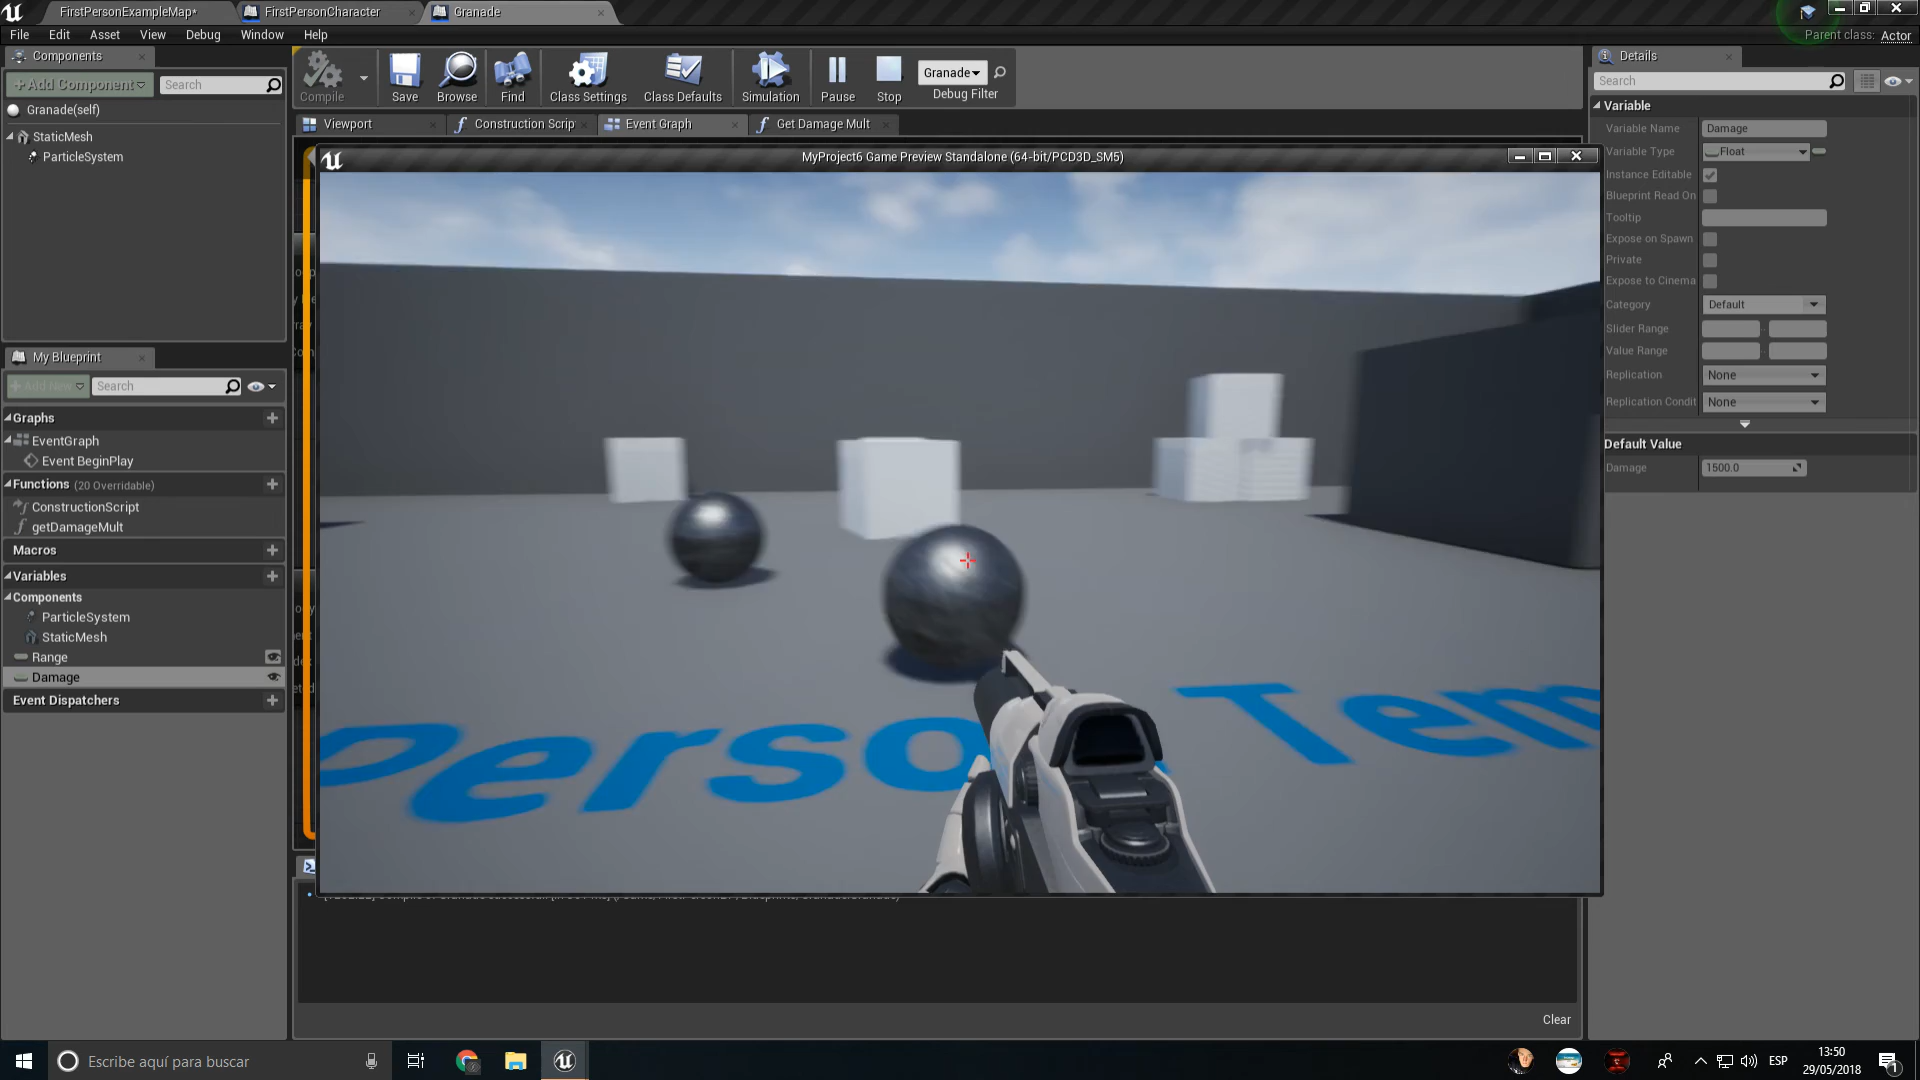 FirstPersonExampleMap*
FirstPersonCharacter
Granade
File Edit Asset View Debug Window Help
Parent class: Actor
Components
+Add Component
Search
Granade(self)
StaticMesh
ParticleSystem
Compile
Save
Browse
Find
Class Settings
Class Defaults
Simulation
Pause
Stop
Granade
Debug Filter
Viewport
Construction Scrip
Event Graph
Get Damage Mult
MyProject6 Game Preview Standalone (64-bit/PCD3D_SM5)
Person Tem
My Blueprint
+Add New
Search
Graphs
EventGraph
Event BeginPlay
Functions (20 Overridable)
ConstructionScript
getDamageMult
Macros
Variables
Components
ParticleSystem
StaticMesh
Range
Damage
Event Dispatchers
Details
Search
Variable
Variable Name Damage
Variable Type Float
Instance Editable
Blueprint Read On
Tooltip
Expose on Spawn
Private
Expose to Cinema
Category Default
Slider Range
Value Range
Replication None
Replication Condit None
Default Value
Damage 1500.0
Clear
Escribe aquí para buscar
ESP
13:50
29/05/2018
1